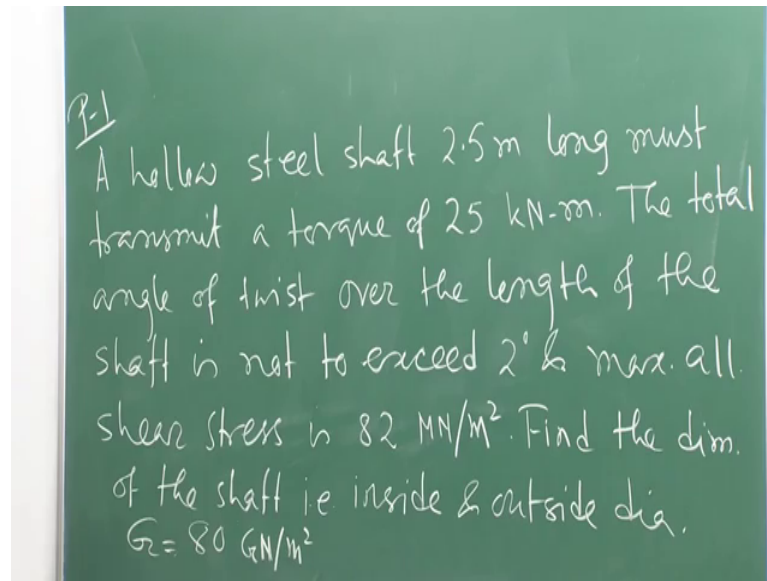 P-1
A hollow steel shaft 2.5 m long must
transmit a torque of 25 kN-m. The total
angle of twist over the length of the
shaft is not to exceed 2° & max. all.
shear stress is 82 MN/m². Find the dim.
of the shaft i.e inside & outside dia.
G = 80 GN/m²